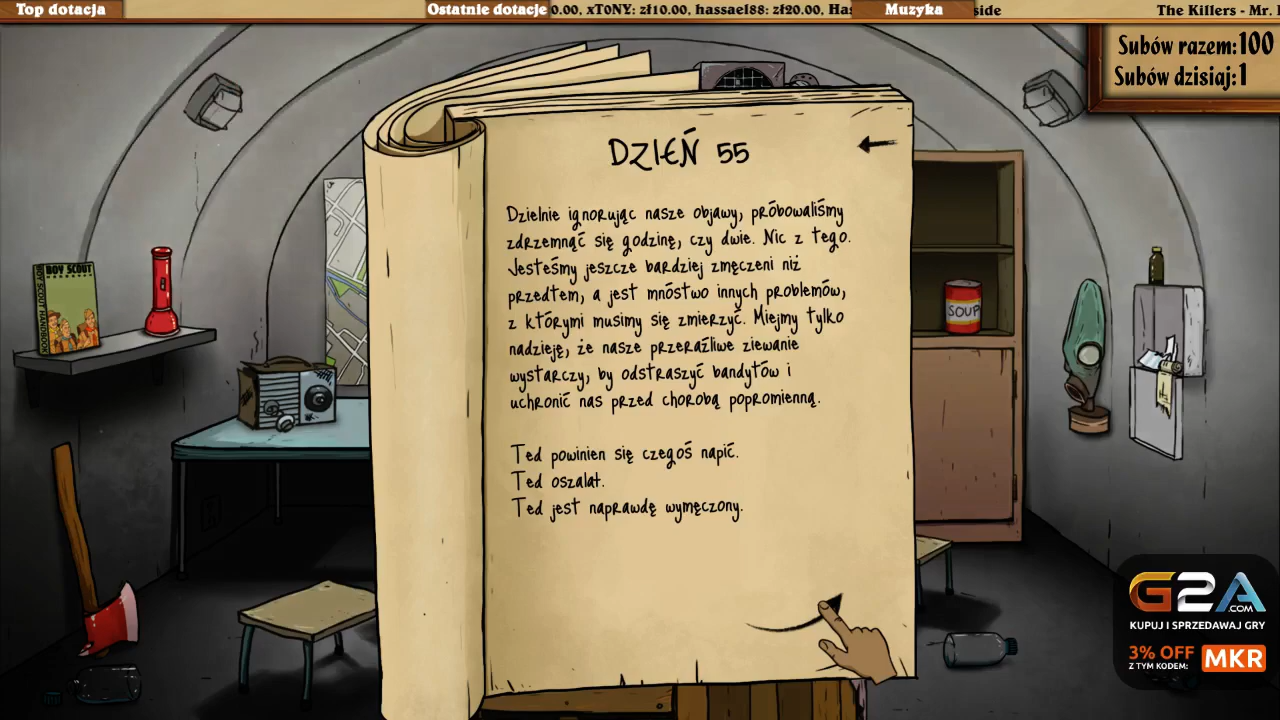 Top dotacja
Ostatnie dotacje
0.00, xT0NY: zł10.00, hassael88: zł20.00, Has
Muzyka
side
The Killers - Mr.
Subów razem:100
Subów dzisiaj:1
DZIEŃ 55
Dzielnie ignorując nasze objawy, próbowaliśmy
zdrzemnąć się godzinę, czy dwie. Nic z tego.
Jesteśmy jeszcze bardziej zmęczeni niż
przedtem, a jest mnóstwo innych problemów,
z którymi musimy się zmierzyć. Miejmy tylko
nadzieję, że nasze przeraźliwe ziewanie
wystarczy, by odstraszyć bandytów i
uchronić nas przed chorobą popromienną.
Ted powinien się czegoś napić.
Ted oszalał.
Ted jest naprawdę wymęczony.
BOY SCOUT
BOY SCOUT HANDBOOK
SOUP
G2A
.COM
KUPUJ I SPRZEDAWAJ GRY
3% OFF
Z TYM KODEM:
MKR